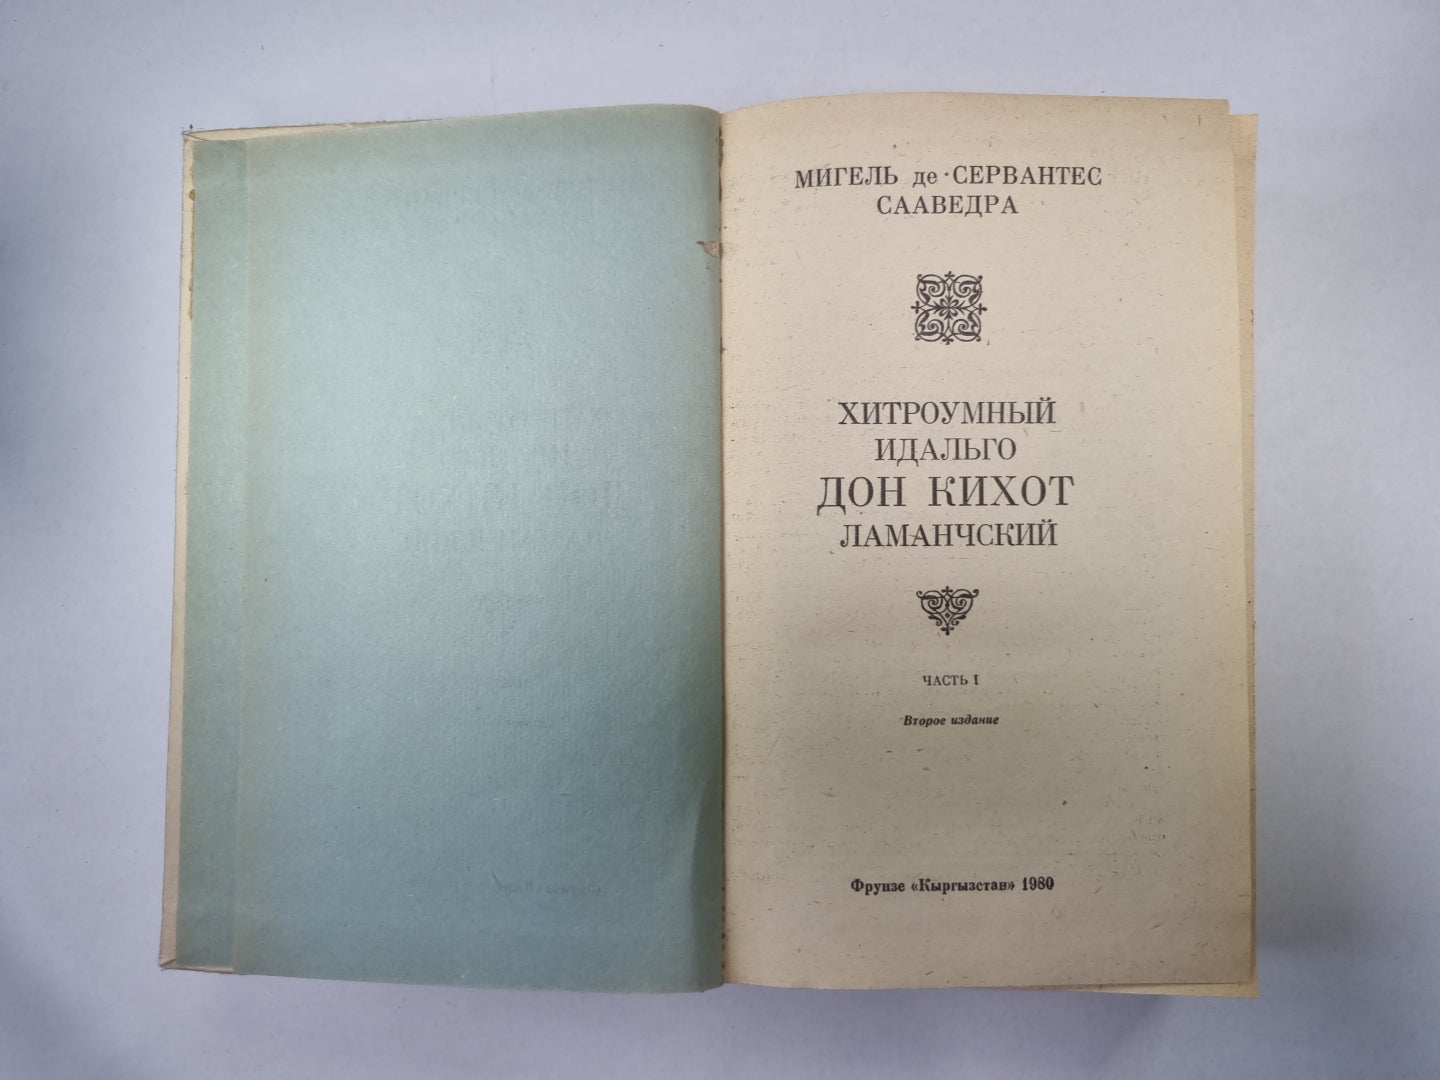 МИГЕЛЬ де СЕРВАНТЕС
СААВЕДРА
ХИТРОУМНЫЙ
ИДАЛЬГО
ДОН КИХОТ
ЛАМАНЧСКИЙ
ЧАСТЬ I
Второе издание
Фрунзе «Кыргызстан» 1980